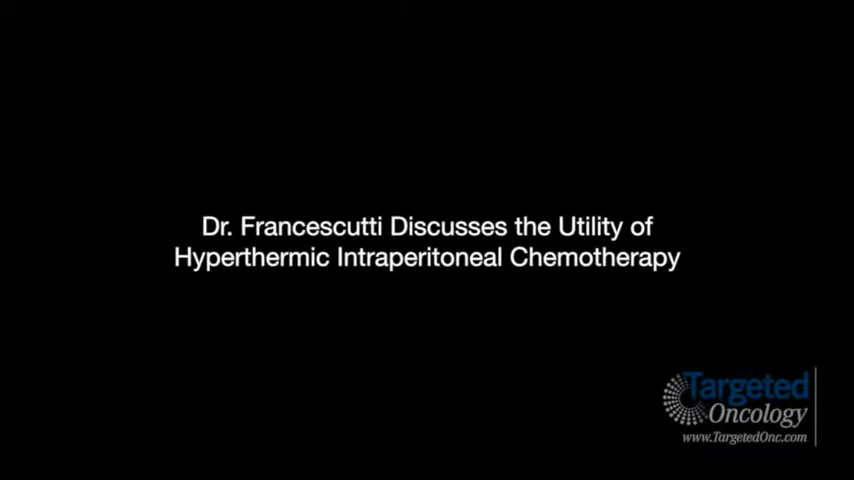 Dr. Francescutti Discusses the Utility of
Hyperthermic Intraperitoneal Chemotherapy
Targeted
Oncology
www.TargetedOnc.com